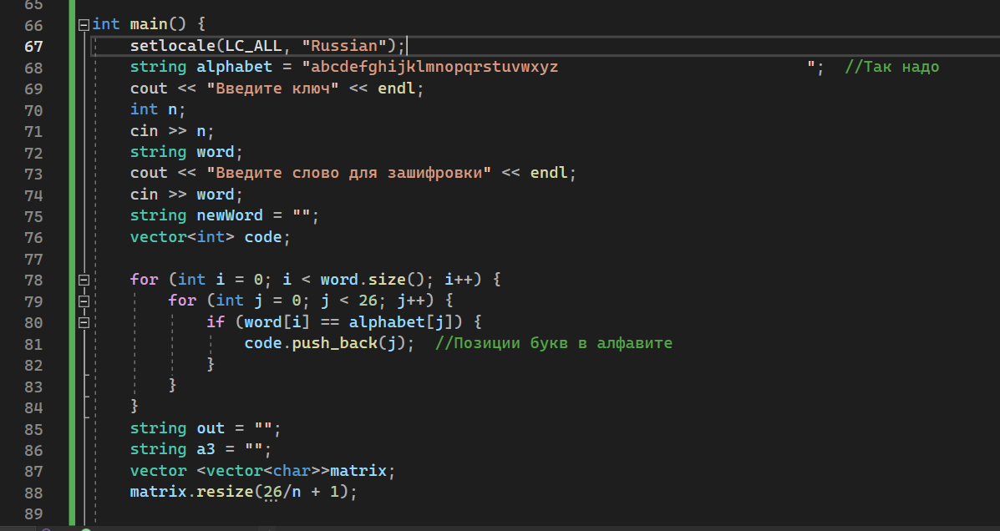 65
66 int main() {
67 setlocale(LC_ALL, "Russian");
68 string alphabet = "abcdefghijklmnopqrstuvwxyz                          "; //Так надо
69 cout << "Введите ключ" << endl;
70 int n;
71 cin >> n;
72 string word;
73 cout << "Введите слово для зашифровки" << endl;
74 cin >> word;
75 string newWord = "";
76 vector<int> code;
77
78 for (int i = 0; i < word.size(); i++) {
79 for (int j = 0; j < 26; j++) {
80 if (word[i] == alphabet[j]) {
81 code.push_back(j); //Позиции букв в алфавите
82 }
83 }
84 }
85 string out = "";
86 string a3 = "";
87 vector <vector<char>>matrix;
88 matrix.resize(26/n + 1);
89